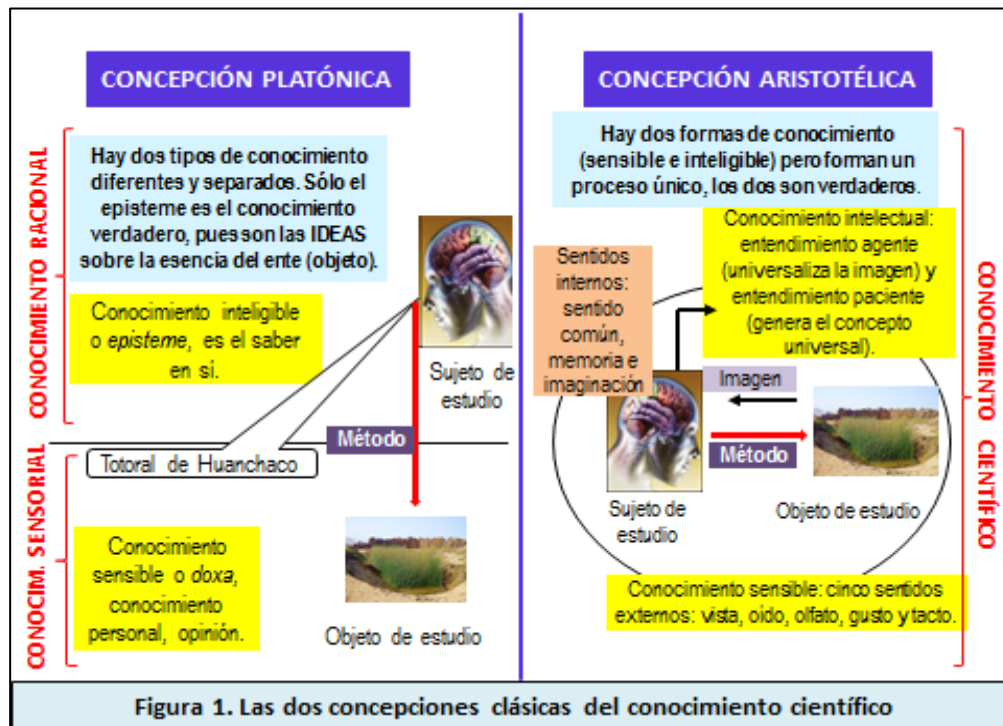 CONCEPCIÓN PLATÓNICA
CONOCIMIENTO RACIONAL
Hay dos tipos de conocimiento
diferentes y separados. Sólo el
episteme es el conocimiento
verdadero, pues son las IDEAS
sobre la esencia del ente (objeto).
Conocimiento inteligible
o episteme, es el saber
en si.
Sujeto de
estudio
Método
Totoral de Huanchaco
CONOCIM. SENSORIAL
Conocimiento
sensible o doxa,
conocimiento
personal, opinión.
Objeto de estudio
CONCEPCIÓN ARISTOTÉLICA
Hay dos formas de conocimiento
(sensible e inteligible) pero forman un
proceso único, los dos son verdaderos.
Conocimiento intelectual:
entendimiento agente
(universaliza la imagen) y
entendimiento paciente
(genera el concepto
universal).
Sentidos
internos:
sentido
común,
memoria e
imaginación
Imagen
Método
Sujeto de
estudio
Objeto de estudio
Conocimiento sensible: cinco sentidos
externos: vista, oído, olfato, gusto y tacto.
CONOCIMIENTO CIENTÍFICO
Figura 1. Las dos concepciones clásicas del conocimiento científico